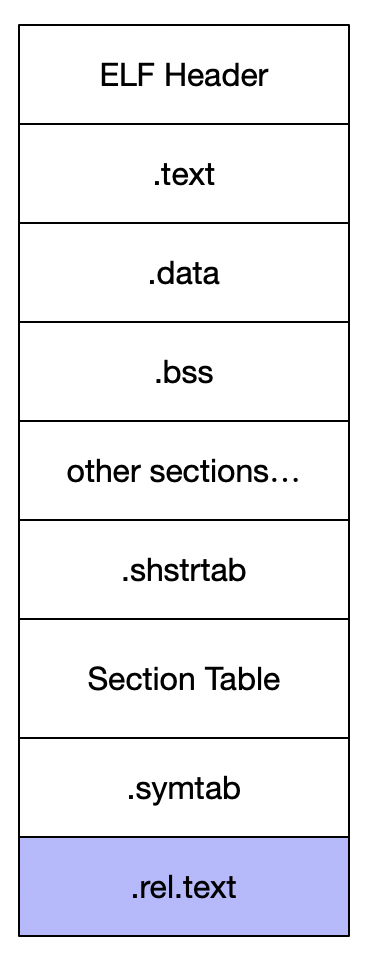 ELF Header
.text
.data
.bss
other sections…
.shstrtab
Section Table
.symtab
.rel.text